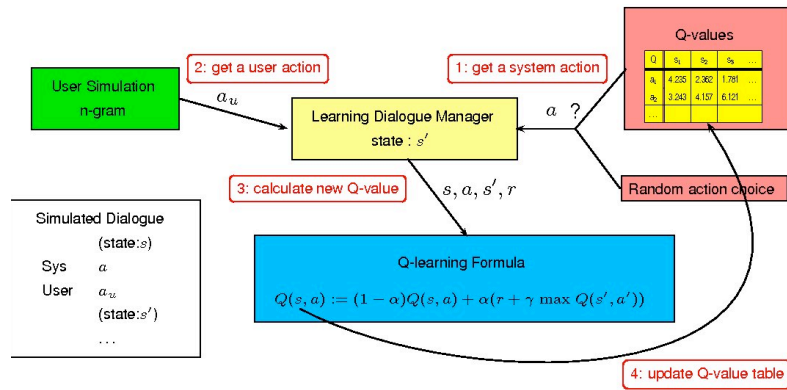 2: get a user action
1: get a system action
Q-values
Q s₁ s₂ s₃ ...
a₁ 4.235 2.362 1.781 ...
a₂ 3.243 4.157 6.121 ...
...
User Simulation
n-gram
a_u
Learning Dialogue Manager
state : s′
a ?
3: calculate new Q-value
s, a, s′, r
Random action choice
Simulated Dialogue
(state:s)
Sys a
User a_u
(state:s′)
...
Q-learning Formula
Q(s, a) := (1 − α)Q(s, a) + α(r + γ max Q(s′, a′))
4: update Q-value table